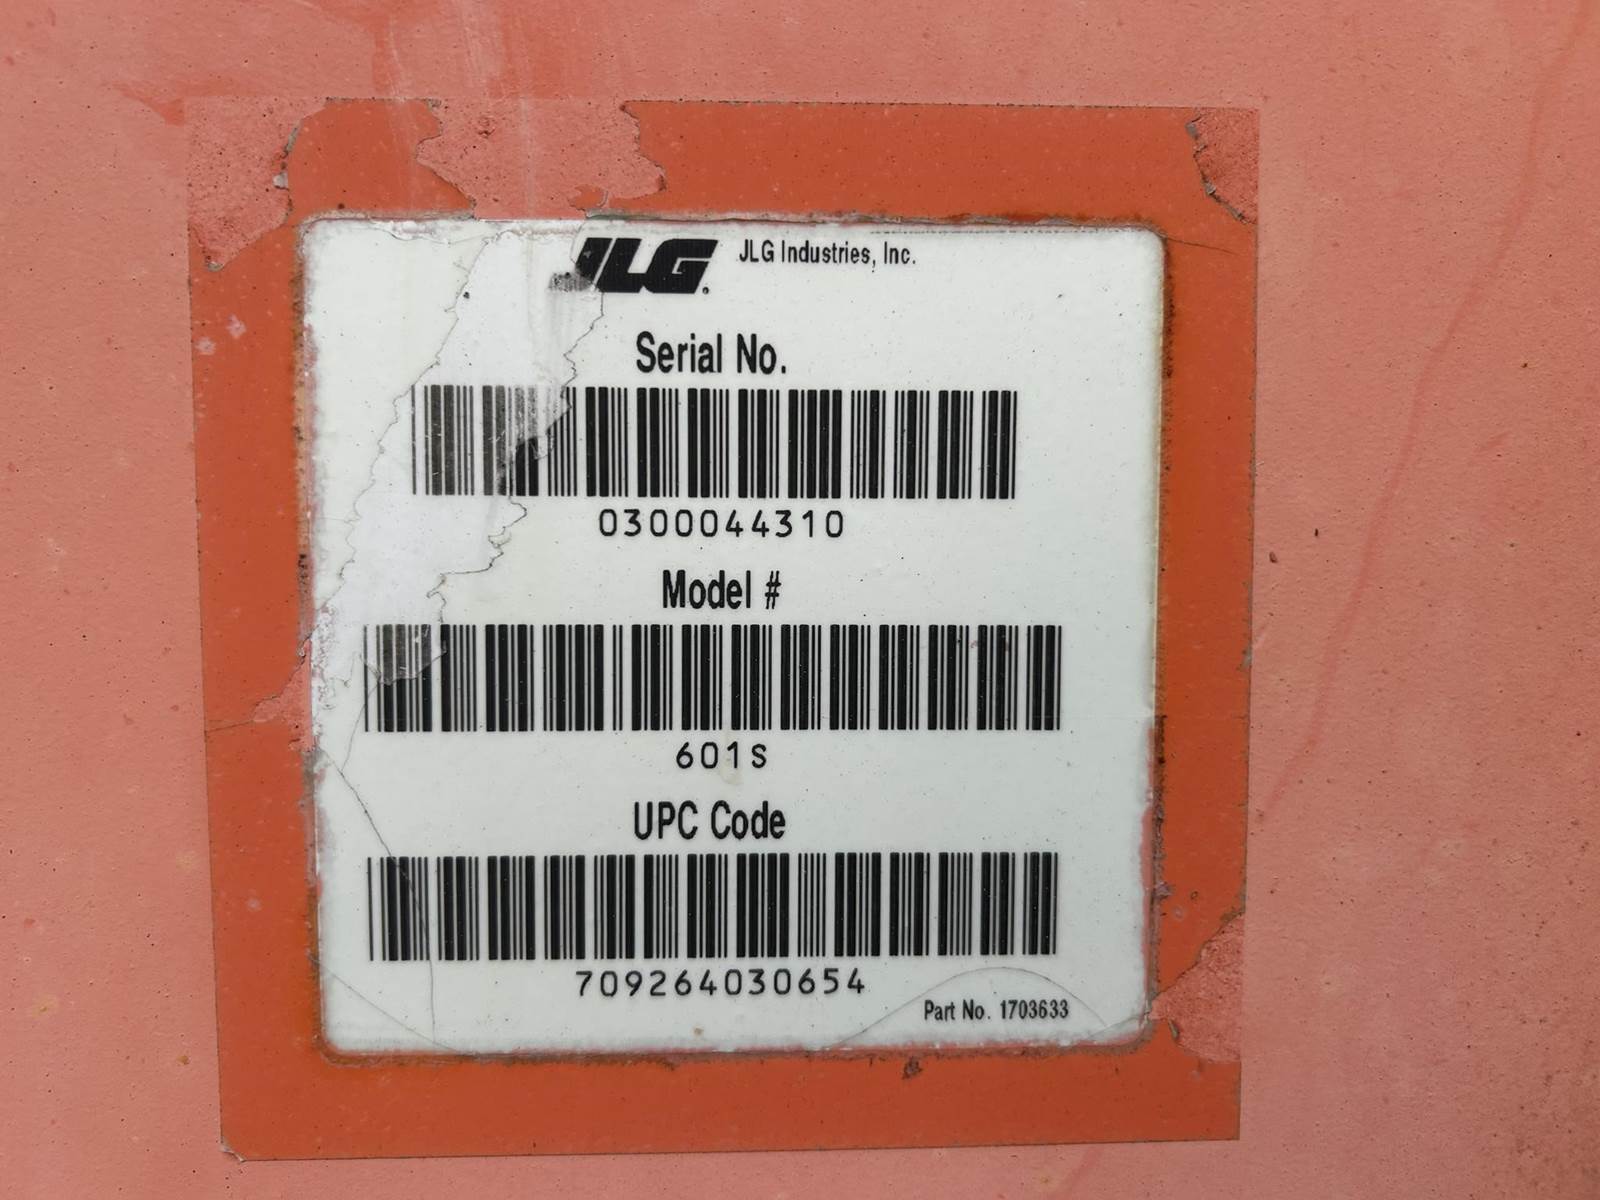 JLG JLG Industries, Inc.
Serial No.
0300044310
Model #
601S
UPC Code
709264030654
Part No. 1703633